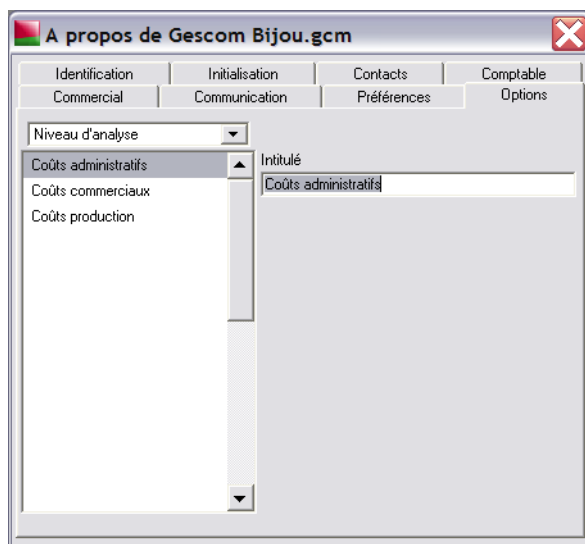 A propos de Gescom Bijou.gcm
Identification Initialisation Contacts Comptable
Commercial Communication Préférences Options
Niveau d'analyse
Coûts administratifs
Coûts commerciaux
Coûts production
Intitulé
Coûts administratifs